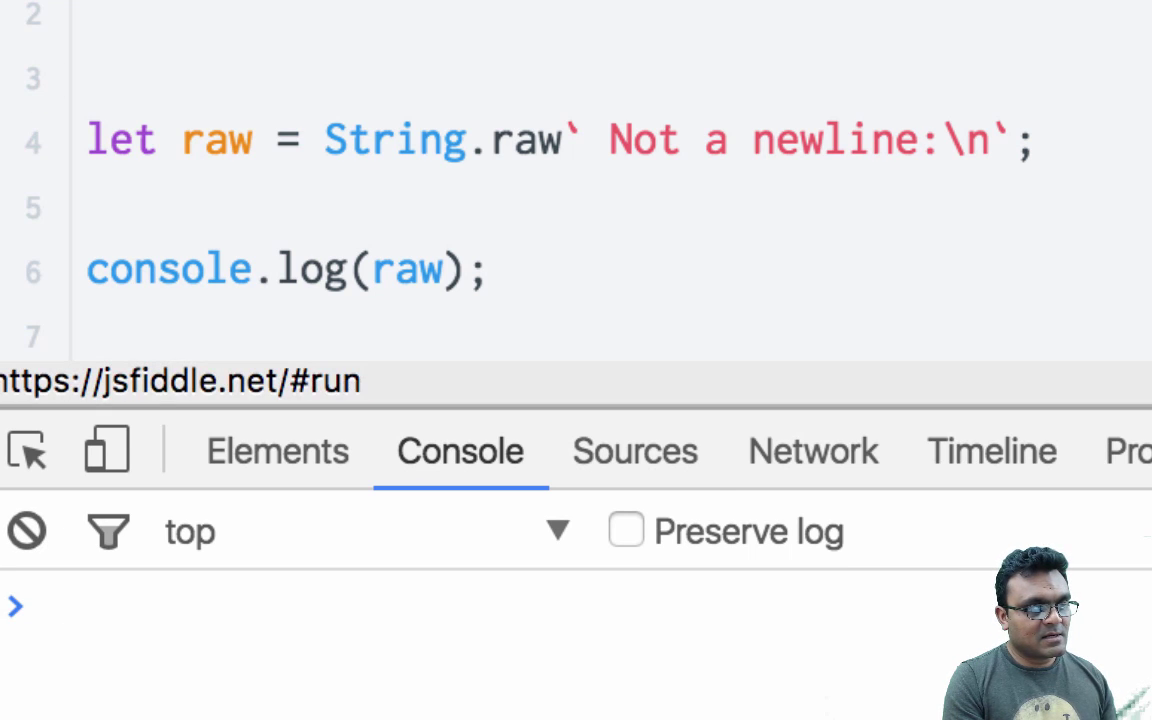 2
3
4 let raw = String.raw` Not a newline:\n`;
5
6 console.log(raw);
7
https://jsfiddle.net/#run
Elements Console Sources Network Timeline Pro
top ▼ Preserve log
>